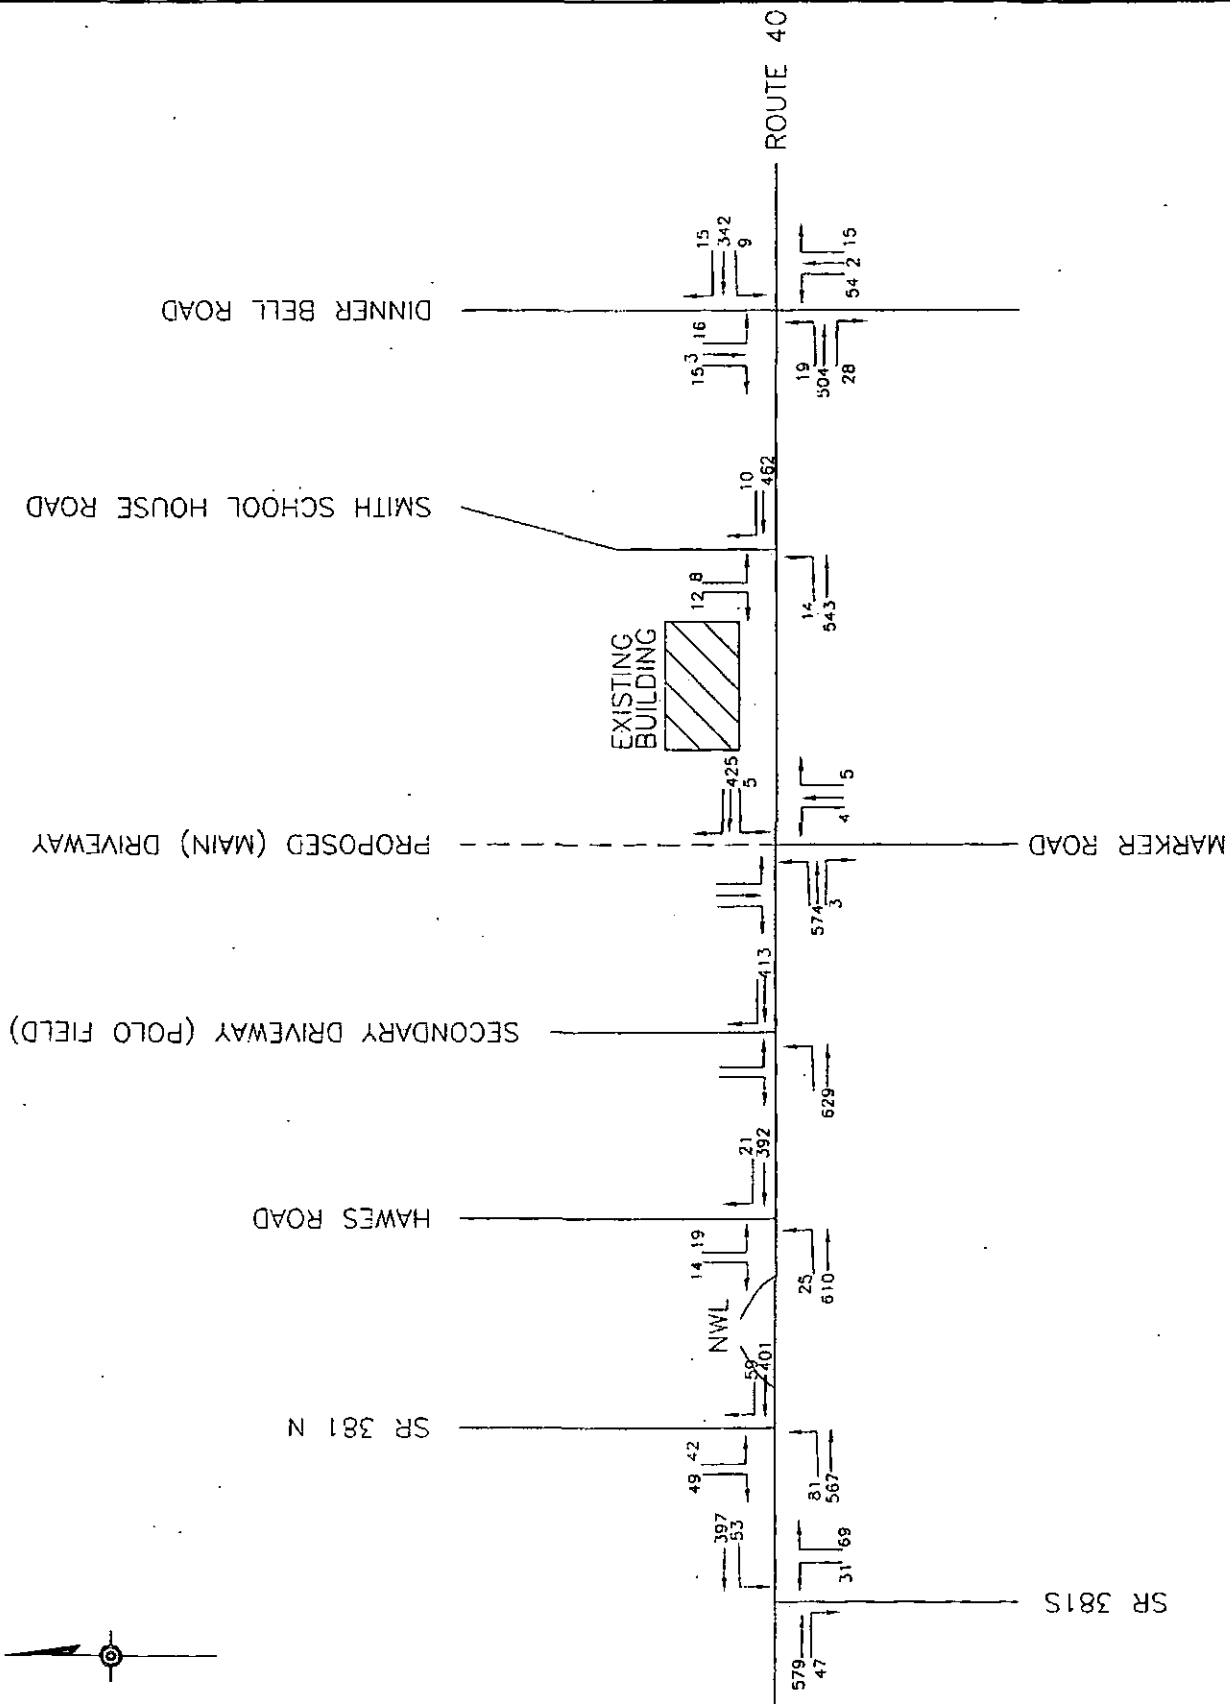 ROUTE 40
DINNER BELL ROAD
15
342
9
15 3 16
19
504
28
54 2 15
SMITH SCHOOL HOUSE ROAD
10
462
12 8
14
543
EXISTING
BUILDING
PROPOSED (MAIN) DRIVEWAY
425
5
574
3
4 5
MARKER ROAD
SECONDARY DRIVEWAY (POLO FIELD)
413
629
HAWES ROAD
21
392
14 19
25
610
NWL
SR 381 N
59
401
49 42
81
567
397
53
31 69
579
47
SR 381S